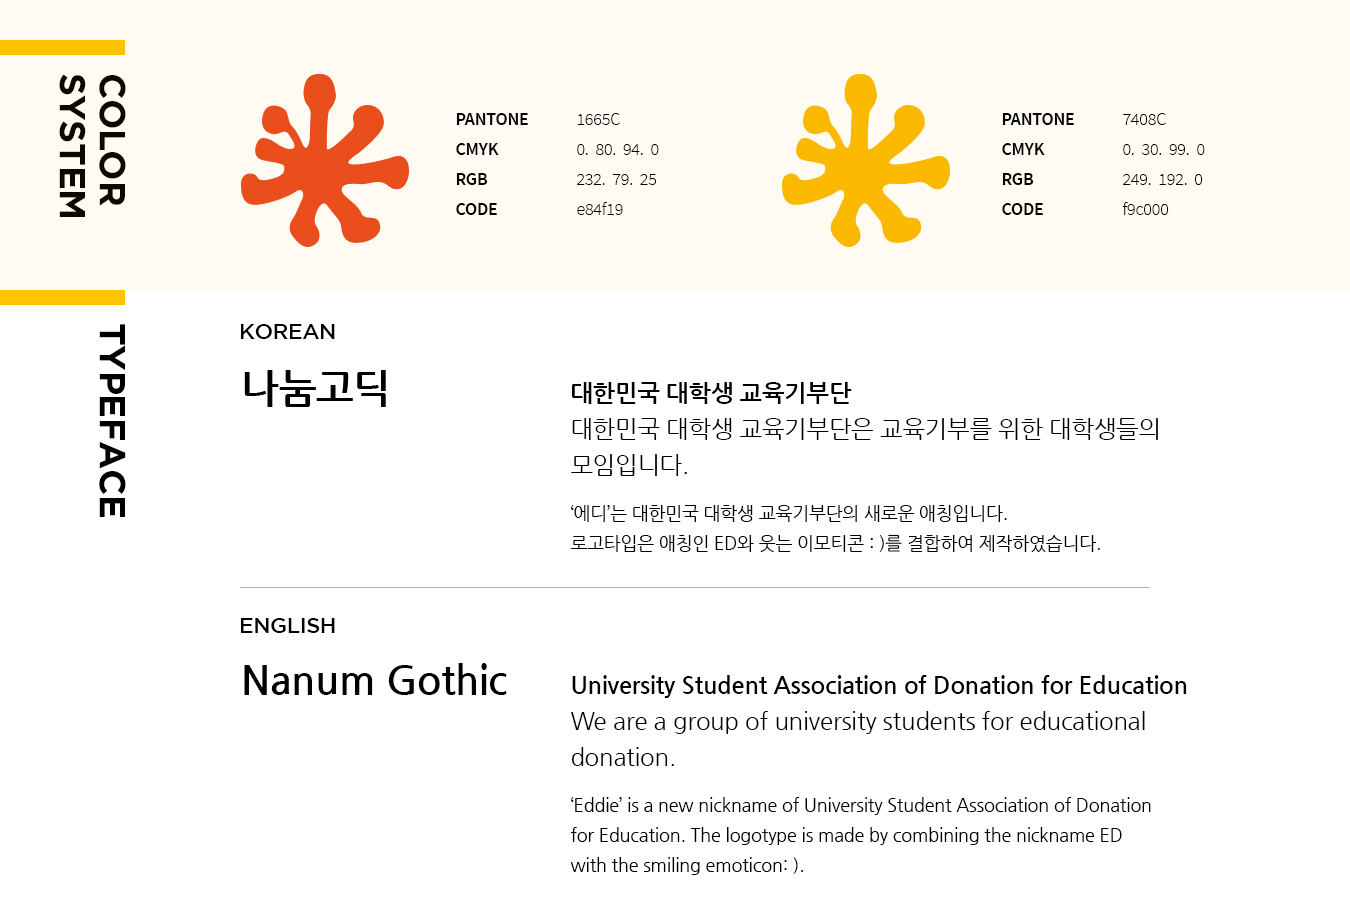 COLOR
SYSTEM
PANTONE 1665C
CMYK 0. 80. 94. 0
RGB 232. 79. 25
CODE e84f19
PANTONE 7408C
CMYK 0. 30. 99. 0
RGB 249. 192. 0
CODE f9c000
TYPEFACE
KOREAN
나눔고딕
대한민국 대학생 교육기부단
대한민국 대학생 교육기부단은 교육기부를 위한 대학생들의
모임입니다.
‘에디’는 대한민국 대학생 교육기부단의 새로운 애칭입니다.
로고타입은 애칭인 ED와 웃는 이모티콘 : )를 결합하여 제작하였습니다.
ENGLISH
Nanum Gothic
University Student Association of Donation for Education
We are a group of university students for educational
donation.
‘Eddie’ is a new nickname of University Student Association of Donation
for Education. The logotype is made by combining the nickname ED
with the smiling emoticon: ).